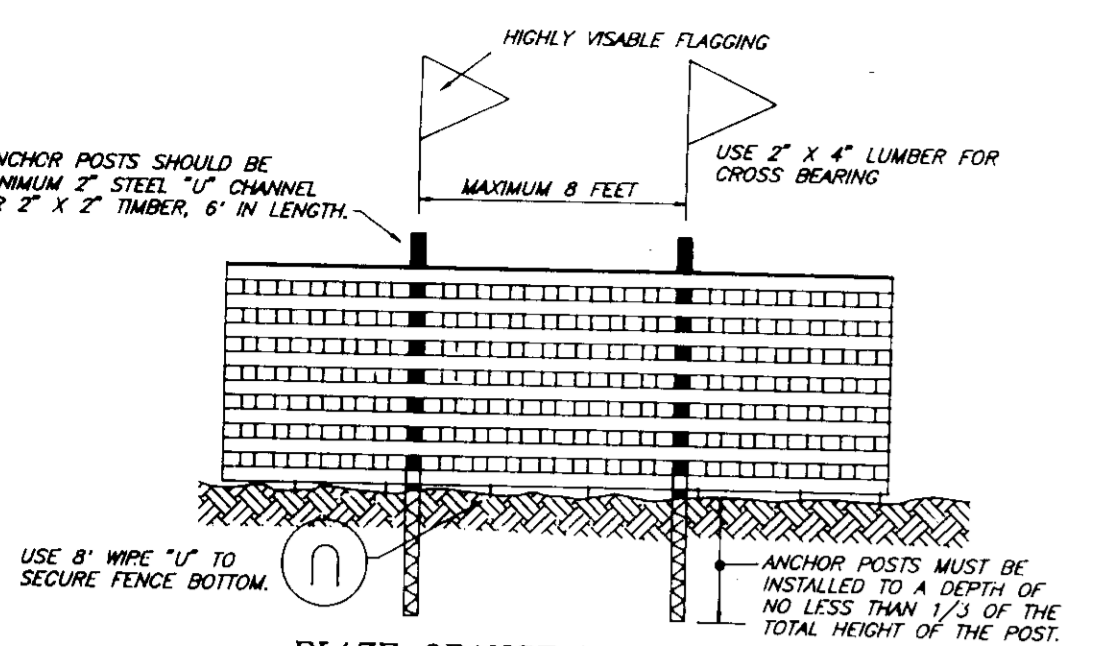 HIGHLY VISABLE FLAGGING
NCHOR POSTS SHOULD BE
NIMUM 2" STEEL "U" CHANNEL
R 2" X 2" TIMBER, 6' IN LENGTH.
MAXIMUM 8 FEET
USE 2" X 4" LUMBER FOR
CROSS BEARING
USE 8' WIRE "U" TO
SECURE FENCE BOTTOM.
ANCHOR POSTS MUST BE
INSTALLED TO A DEPTH OF
NO LESS THAN 1/3 OF THE
TOTAL HEIGHT OF THE POST.